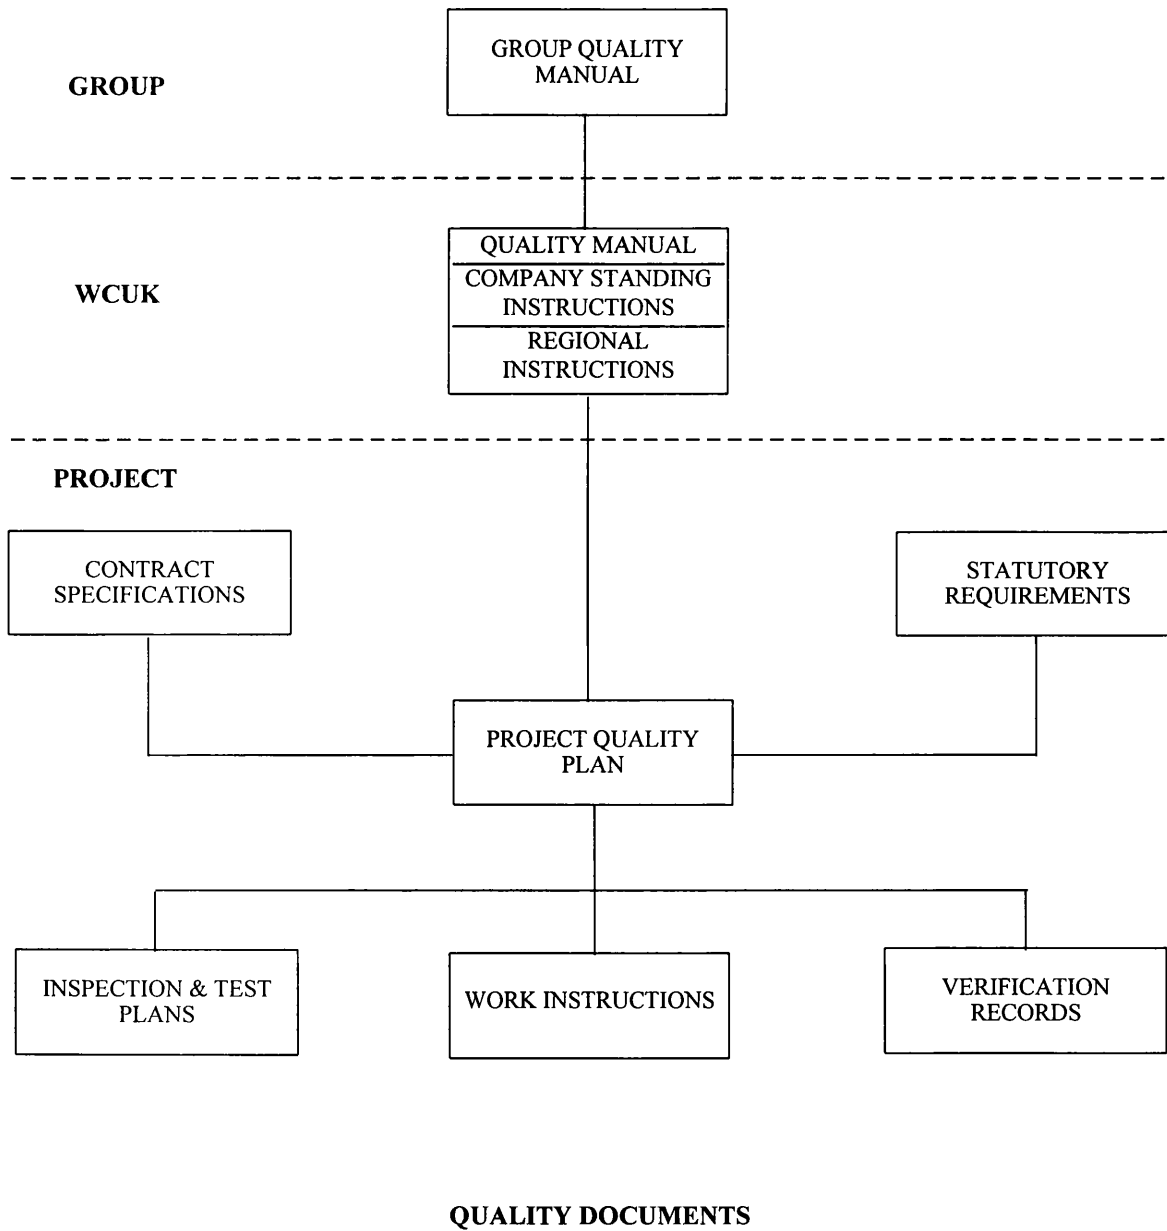 GROUP QUALITY
MANUAL
GROUP
QUALITY MANUAL
COMPANY STANDING
INSTRUCTIONS
REGIONAL
INSTRUCTIONS
WCUK
PROJECT
CONTRACT
SPECIFICATIONS
STATUTORY
REQUIREMENTS
PROJECT QUALITY
PLAN
INSPECTION & TEST
PLANS
WORK INSTRUCTIONS
VERIFICATION
RECORDS
QUALITY DOCUMENTS